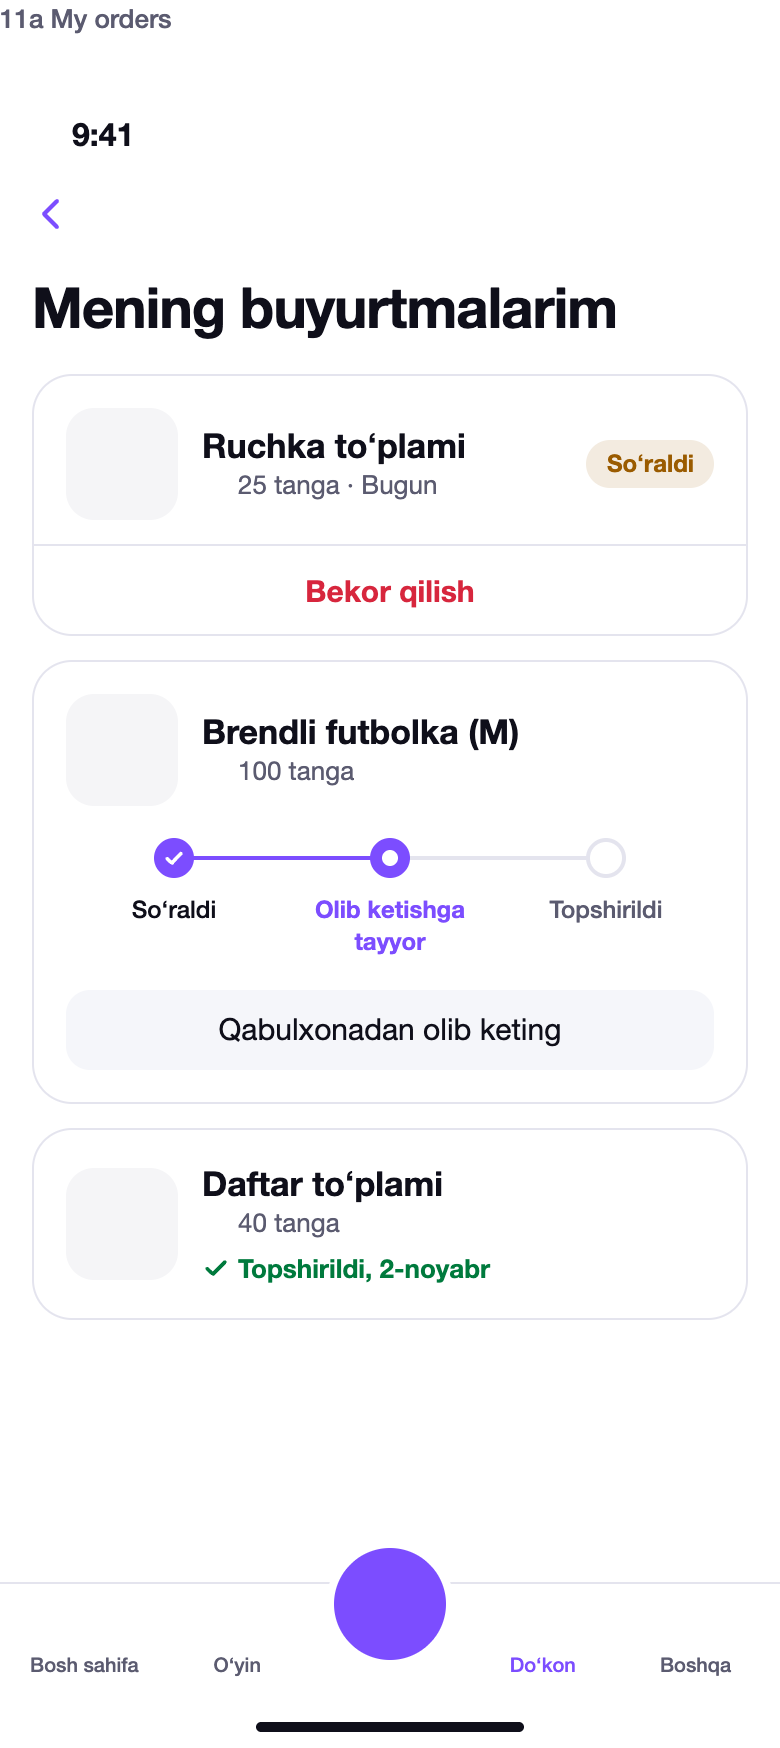 11a My orders
9:41
Mening buyurtmalarim
Ruchka to‘plami
25 tanga · Bugun
So‘raldi
Bekor qilish
Brendli futbolka (M)
100 tanga
So‘raldi
Olib ketishga
tayyor
Topshirildi
Qabulxonadan olib keting
Daftar to‘plami
40 tanga
Topshirildi, 2-noyabr
Bosh sahifa
O‘yin
Do‘kon
Boshqa